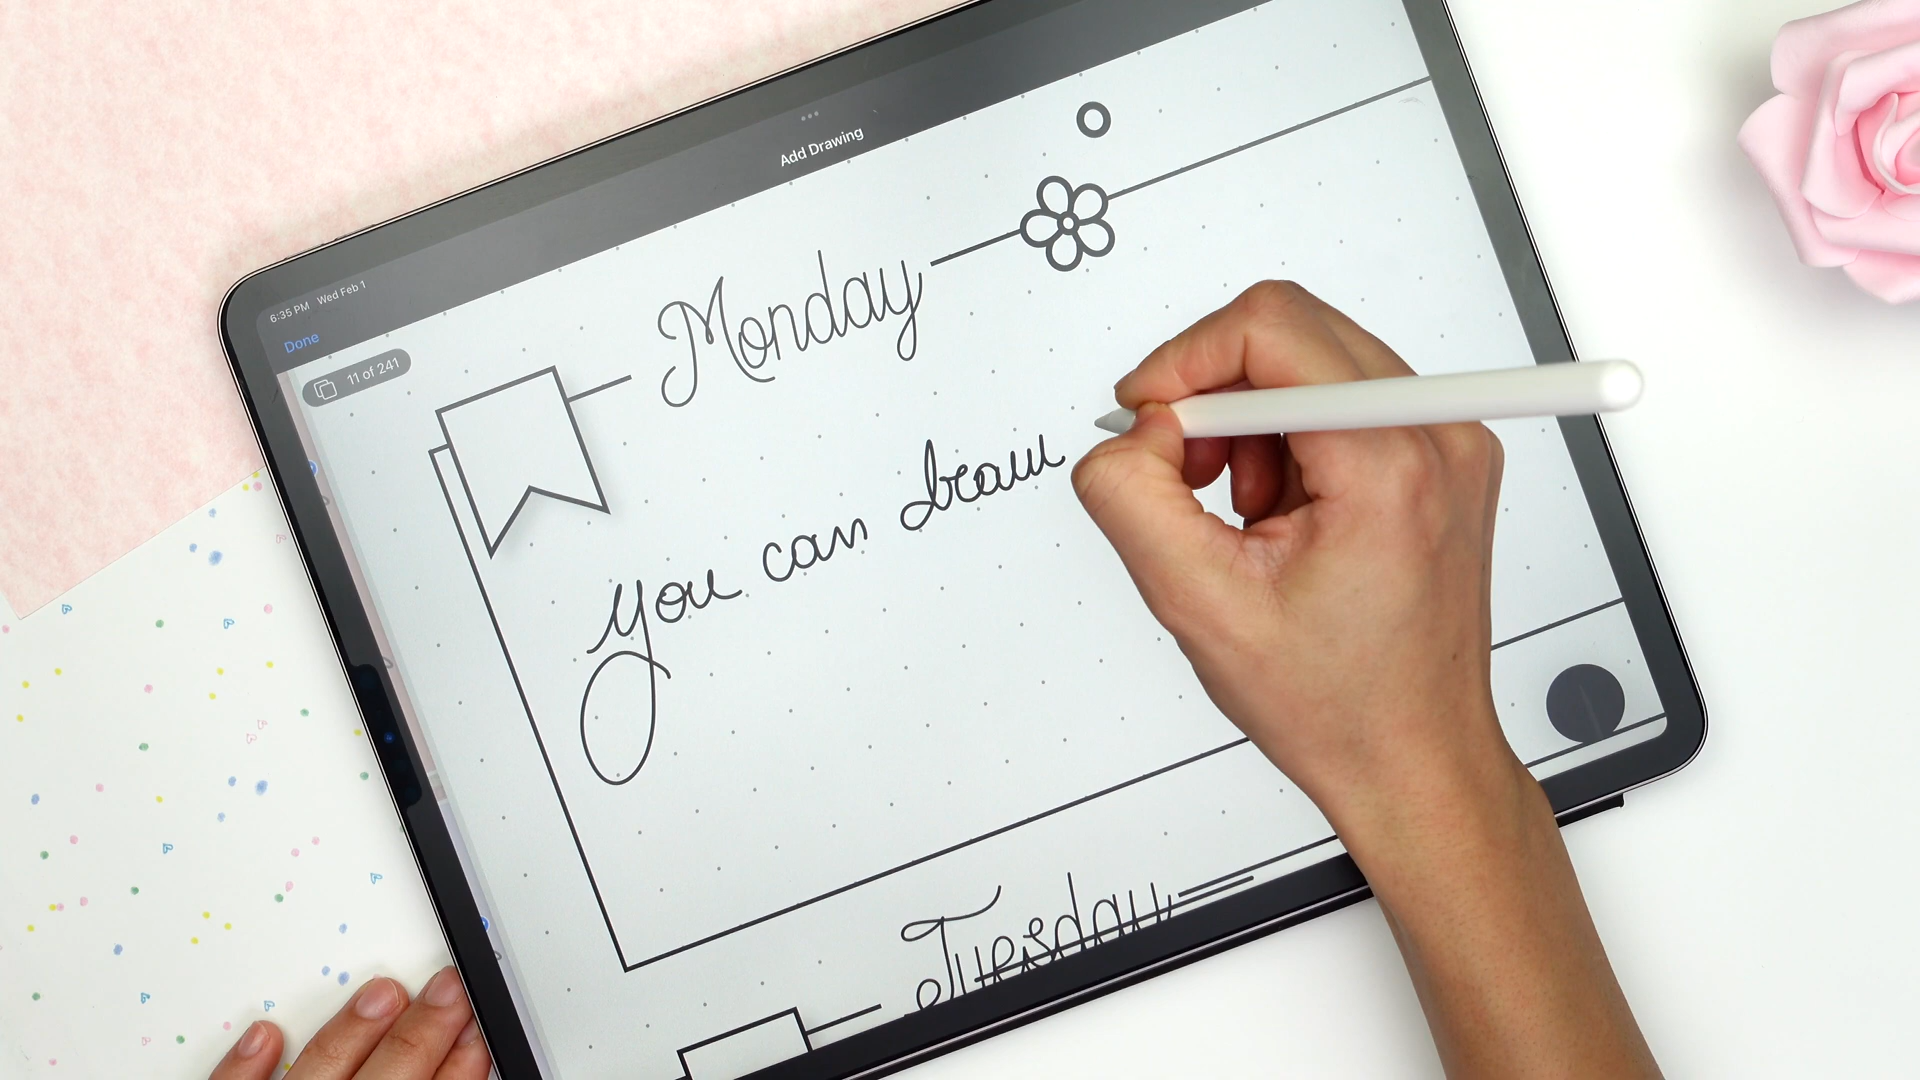 6:35 PM Wed Feb 1
Add Drawing
Done
11 of 241
Monday
you can draw
Tuesday